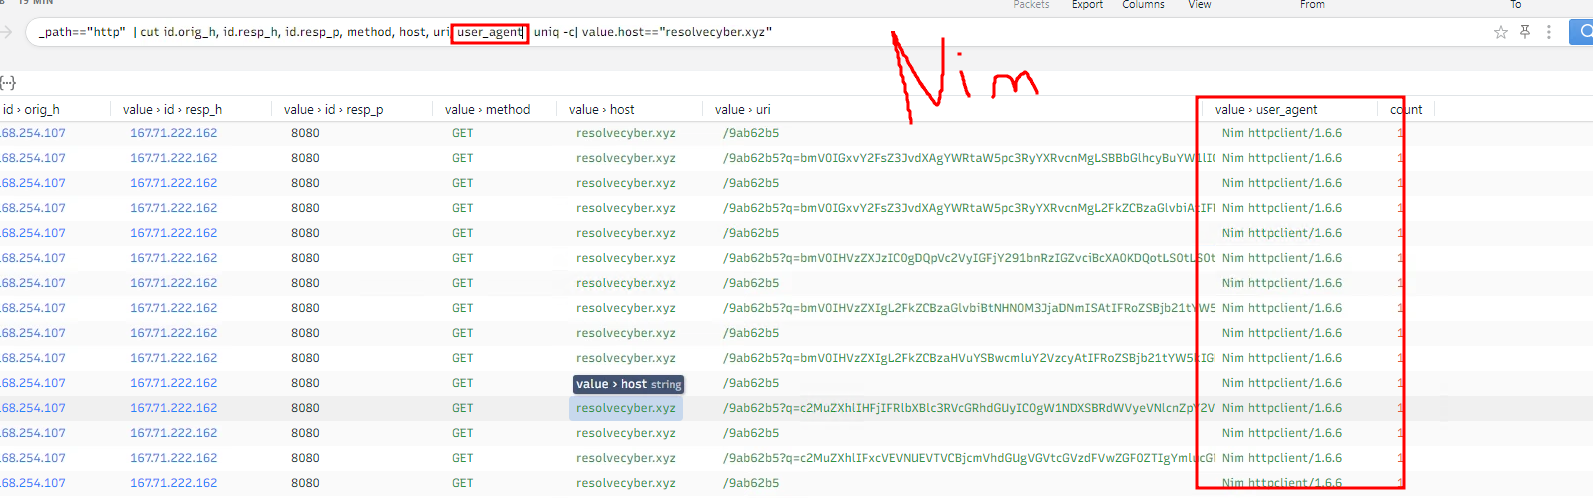 19 MIN
Packets Export Columns View From To
_path=="http" | cut id.orig_h, id.resp_h, id.resp_p, method, host, uri user_agent| uniq -c| value.host=="resolvecyber.xyz"
Nim
{...}
id › orig_h value › id › resp_h value › id › resp_p value › method value › host value › uri value › user_agent count
.68.254.107 167.71.222.162 8080 GET resolvecyber.xyz /9ab62b5 Nim httpclient/1.6.6 1
.68.254.107 167.71.222.162 8080 GET resolvecyber.xyz /9ab62b5?q=bmV0IGxvY2FsZ3JvdXAgYWRtaW5pc3RyYXRvcnMgLSBBbGlhcyBuYW1lIC Nim httpclient/1.6.6 1
.68.254.107 167.71.222.162 8080 GET resolvecyber.xyz /9ab62b5 Nim httpclient/1.6.6 1
.68.254.107 167.71.222.162 8080 GET resolvecyber.xyz /9ab62b5?q=bmV0IGxvY2FsZ3JvdXAgYWRtaW5pc3RyYXRvcnMgL2FkZCBzaGlvbiAtIFR Nim httpclient/1.6.6 1
.68.254.107 167.71.222.162 8080 GET resolvecyber.xyz /9ab62b5 Nim httpclient/1.6.6 1
.68.254.107 167.71.222.162 8080 GET resolvecyber.xyz /9ab62b5?q=bmV0IHVzZXJzIC0gDQpVc2VyIGFjY291bnRzIGZvciBcXA0KDQotLS0tLS0t Nim httpclient/1.6.6 1
.68.254.107 167.71.222.162 8080 GET resolvecyber.xyz /9ab62b5 Nim httpclient/1.6.6 1
.68.254.107 167.71.222.162 8080 GET resolvecyber.xyz /9ab62b5?q=bmV0IHVzZXIgL2FkZCBzaGlvbiBtNHN0M3JjaDNmISAtIFRoZSBjb21tYW5 Nim httpclient/1.6.6 1
.68.254.107 167.71.222.162 8080 GET resolvecyber.xyz /9ab62b5 Nim httpclient/1.6.6 1
.68.254.107 167.71.222.162 8080 GET resolvecyber.xyz /9ab62b5?q=bmV0IHVzZXIgL2FkZCBzaHVuYSBwcmluY2VzcyAtIFRoZSBjb21tYW5kIG Nim httpclient/1.6.6 1
.68.254.107 167.71.222.162 8080 GET value › host string /9ab62b5 Nim httpclient/1.6.6 1
.68.254.107 167.71.222.162 8080 GET resolvecyber.xyz /9ab62b5?q=c2MuZXhlIHFjIFRlbXBlc3RVcGRhdGUyIC0gW1NDXSBRdWVyeVNlcnZpY2V Nim httpclient/1.6.6 1
.68.254.107 167.71.222.162 8080 GET resolvecyber.xyz /9ab62b5 Nim httpclient/1.6.6 1
.68.254.107 167.71.222.162 8080 GET resolvecyber.xyz /9ab62b5?q=c2MuZXhlIFxcVEVNUEVTVCBjcmVhdGUgVGVtcGVzdFVwZGF0ZTIgYmlucG Nim httpclient/1.6.6 1
.68.254.107 167.71.222.162 8080 GET resolvecyber.xyz /9ab62b5 Nim httpclient/1.6.6 1